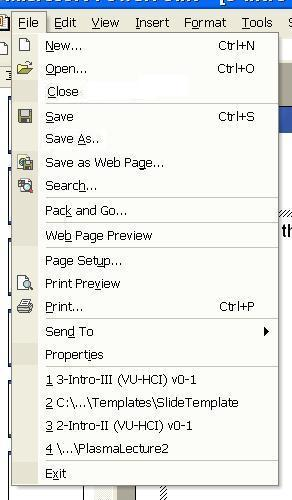 File Edit View Insert Format Tools
New... Ctrl+N
Open... Ctrl+O
Close
Save Ctrl+S
Save As..
Save as Web Page...
Search...
Pack and Go...
Web Page Preview
Page Setup...
Print Preview
Print... Ctrl+P
Send To
Properties
1 3-Intro-III (VU-HCI) v0-1
2 C:\...\Templates\SlideTemplate
3 2-Intro-II (VU-HCI) v0-1
4 \...\PlasmaLecture2
Exit